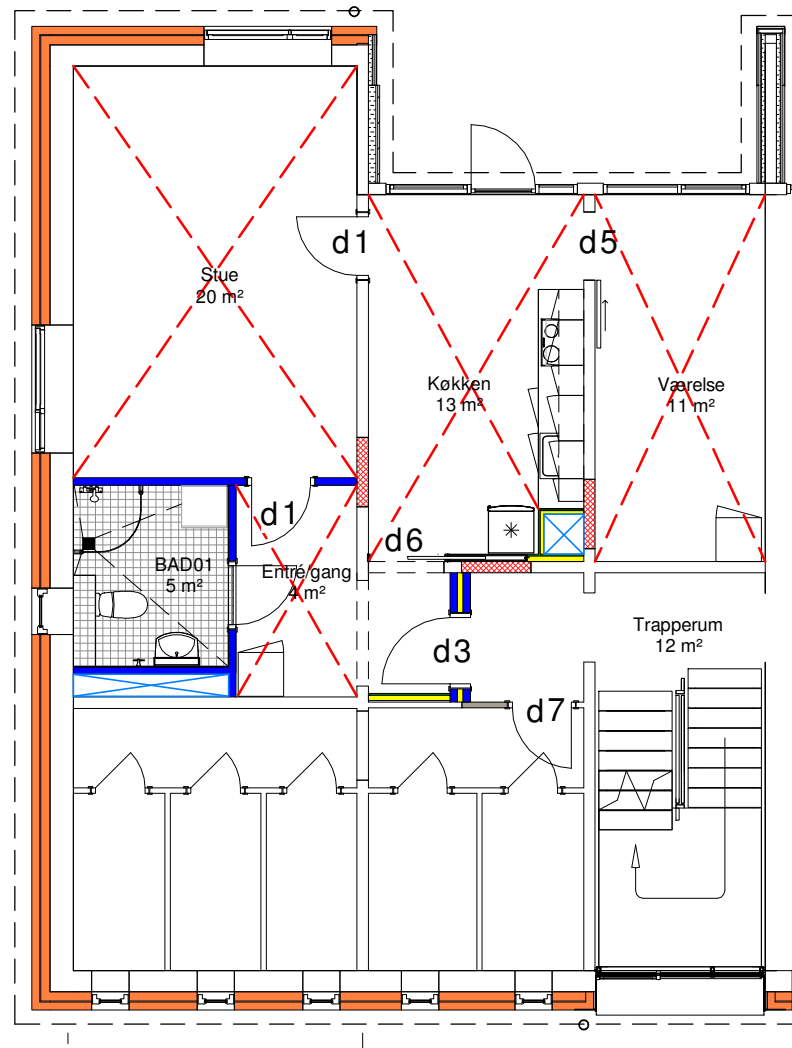 d1
d5
Stue
20 m²
Køkken
13 m²
Værelse
11 m²
d1
d6
BAD01
5 m²
Entré/gang
4 m²
Trapperum
12 m²
d3
d7